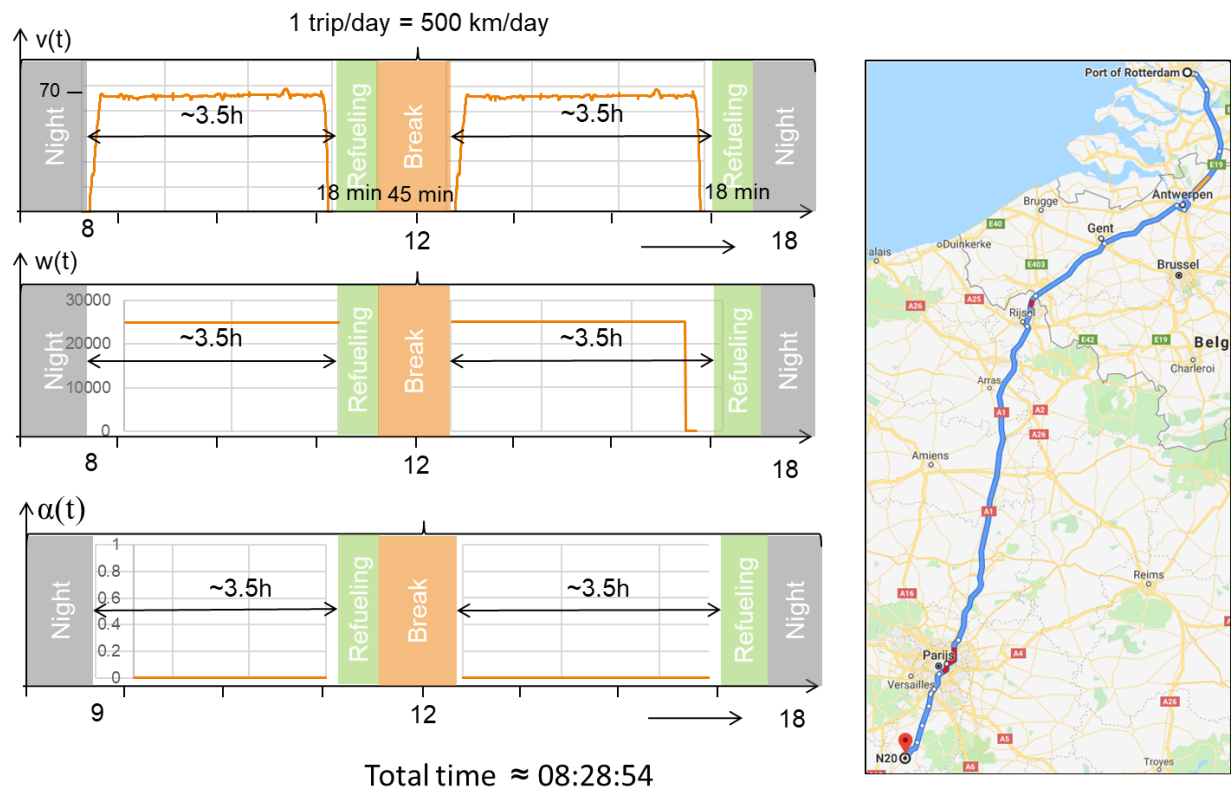 1 trip/day = 500 km/day
v(t)
70
Night
~3.5h
Refueling
18 min
Break
45 min
~3.5h
Refueling
18 min
Night
8
12
18
w(t)
30000
20000
10000
0
Night
~3.5h
Refueling
Break
~3.5h
Refueling
Night
8
12
18
α(t)
1
0.8
0.6
0.4
0.2
0
Night
~3.5h
Refueling
Break
~3.5h
Refueling
Night
9
12
18
Total time ≈ 08:28:54
Port of Rotterdam
E19
Antwerpen
Brugge
E40
Gent
Duinkerke
alais
E403
Brussel
A26
A25
Rijsel
E42
E19
Belg
Charleroi
Arras
A1
A2
A26
Amiens
A1
Reims
A16
A4
Parijs
Versailles
A26
A5
N20
A6
Troyes